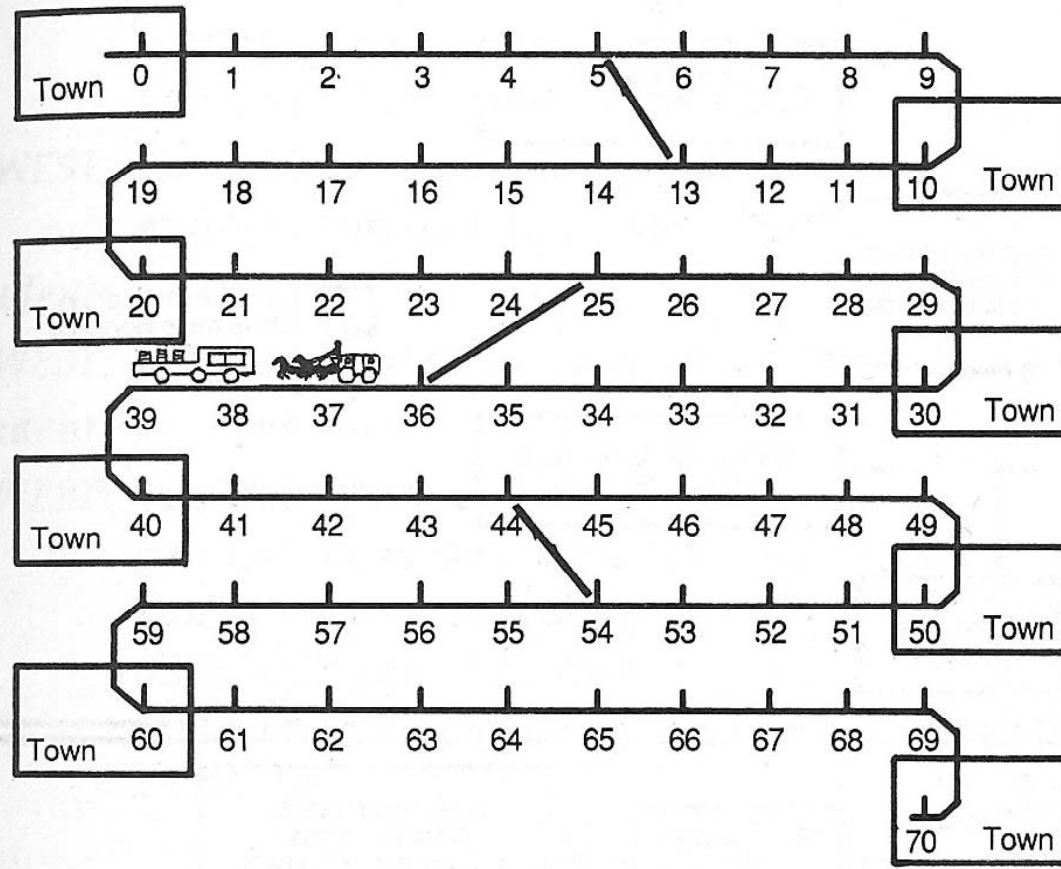 0 1 2 3 4 5 6 7 8 9
Town
19 18 17 16 15 14 13 12 11 10 Town
20 21 22 23 24 25 26 27 28 29
Town
39 38 37 36 35 34 33 32 31 30
Town
40 41 42 43 44 45 46 47 48 49
Town
59 58 57 56 55 54 53 52 51 50 Town
60 61 62 63 64 65 66 67 68 69
Town
70 Town